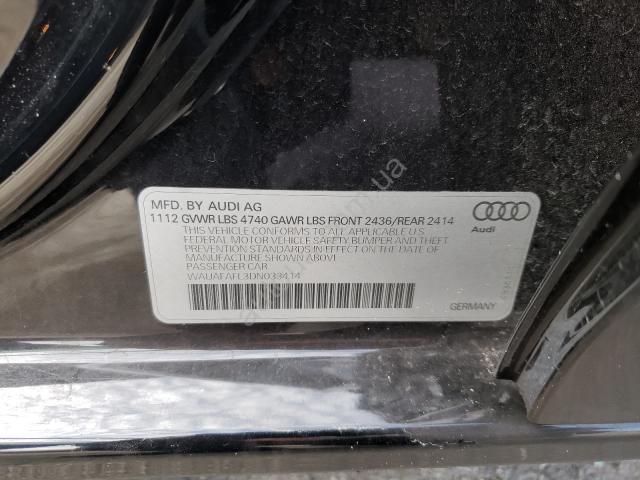 MFD. BY AUDI AG
1112 GVWR LBS 4740 GAWR LBS FRONT 2436/REAR 2414
THIS VEHICLE CONFORMS TO ALL APPLICABLE U.S
FEDERAL MOTOR VEHICLE SAFETY BUMPER AND THEFT
PREVENTION STANDARDS IN EFFECT ON THE DATE OF
MANUFACTURE SHOWN ABOVE
PASSENGER CAR
WAUAFAFL3DN033414
Audi
GERMANY